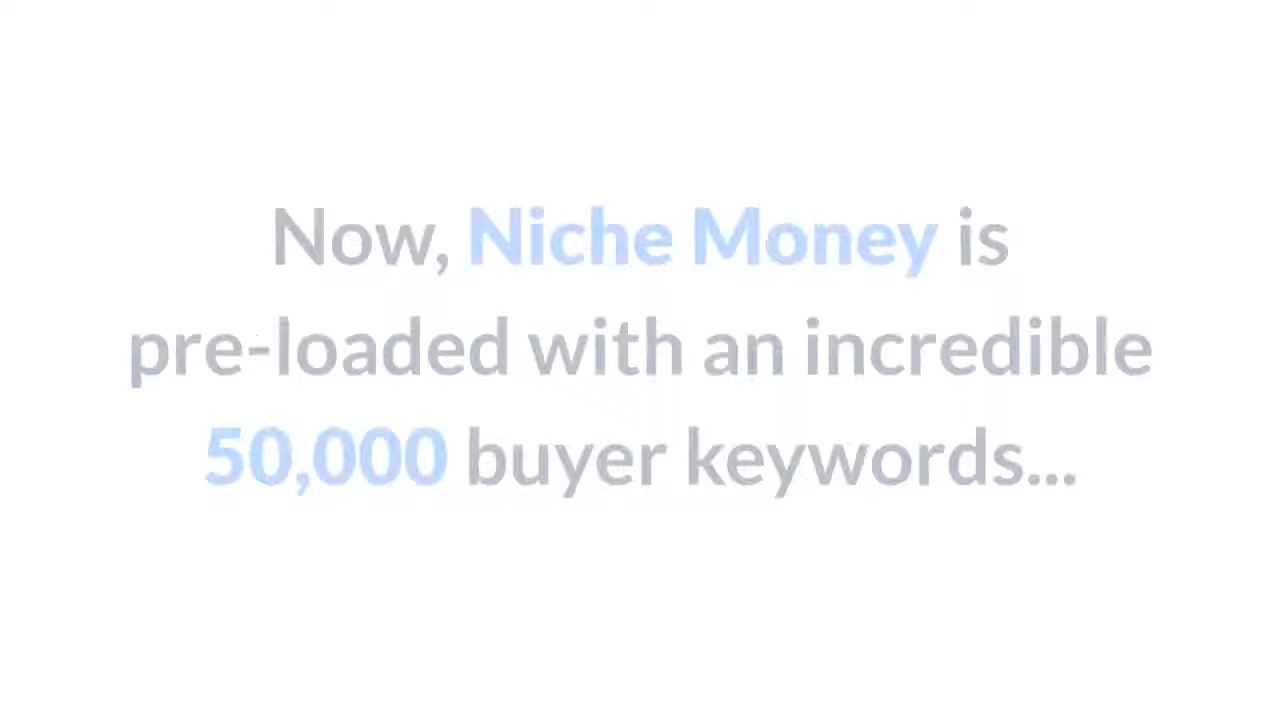 Now, Niche Money is
pre-loaded with an incredible
50,000 buyer keywords...